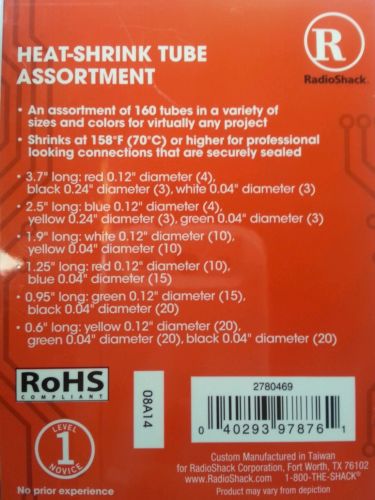 HEAT-SHRINK TUBE
ASSORTMENT
R
RadioShack
• An assortment of 160 tubes in a variety of
sizes and colors for virtually any project
• Shrinks at 158°F (70°C) or higher for professional
looking connections that are securely sealed
• 3.7" long: red 0.12" diameter (4),
black 0.24" diameter (3), white 0.04" diameter (3)
• 2.5" long: blue 0.12" diameter (4),
yellow 0.24" diameter (3), green 0.04" diameter (3)
• 1.9" long: white 0.12" diameter (10),
yellow 0.04" diameter (10)
• 1.25" long: red 0.12" diameter (10),
blue 0.04" diameter (15)
• 0.95" long: green 0.12" diameter (15),
black 0.04" diameter (20)
• 0.6" long: yellow 0.12" diameter (20),
green 0.04" diameter (20), black 0.04" diameter (20)
RoHS
COMPLIANT
08A14
2780469
0 40293 97876 1
LEVEL
1
NOVICE
No prior experience
Custom Manufactured in Taiwan
for RadioShack Corporation, Fort Worth, TX 76102
www.RadioShack.com 1-800-THE-SHACK®
Product may vary from depiction